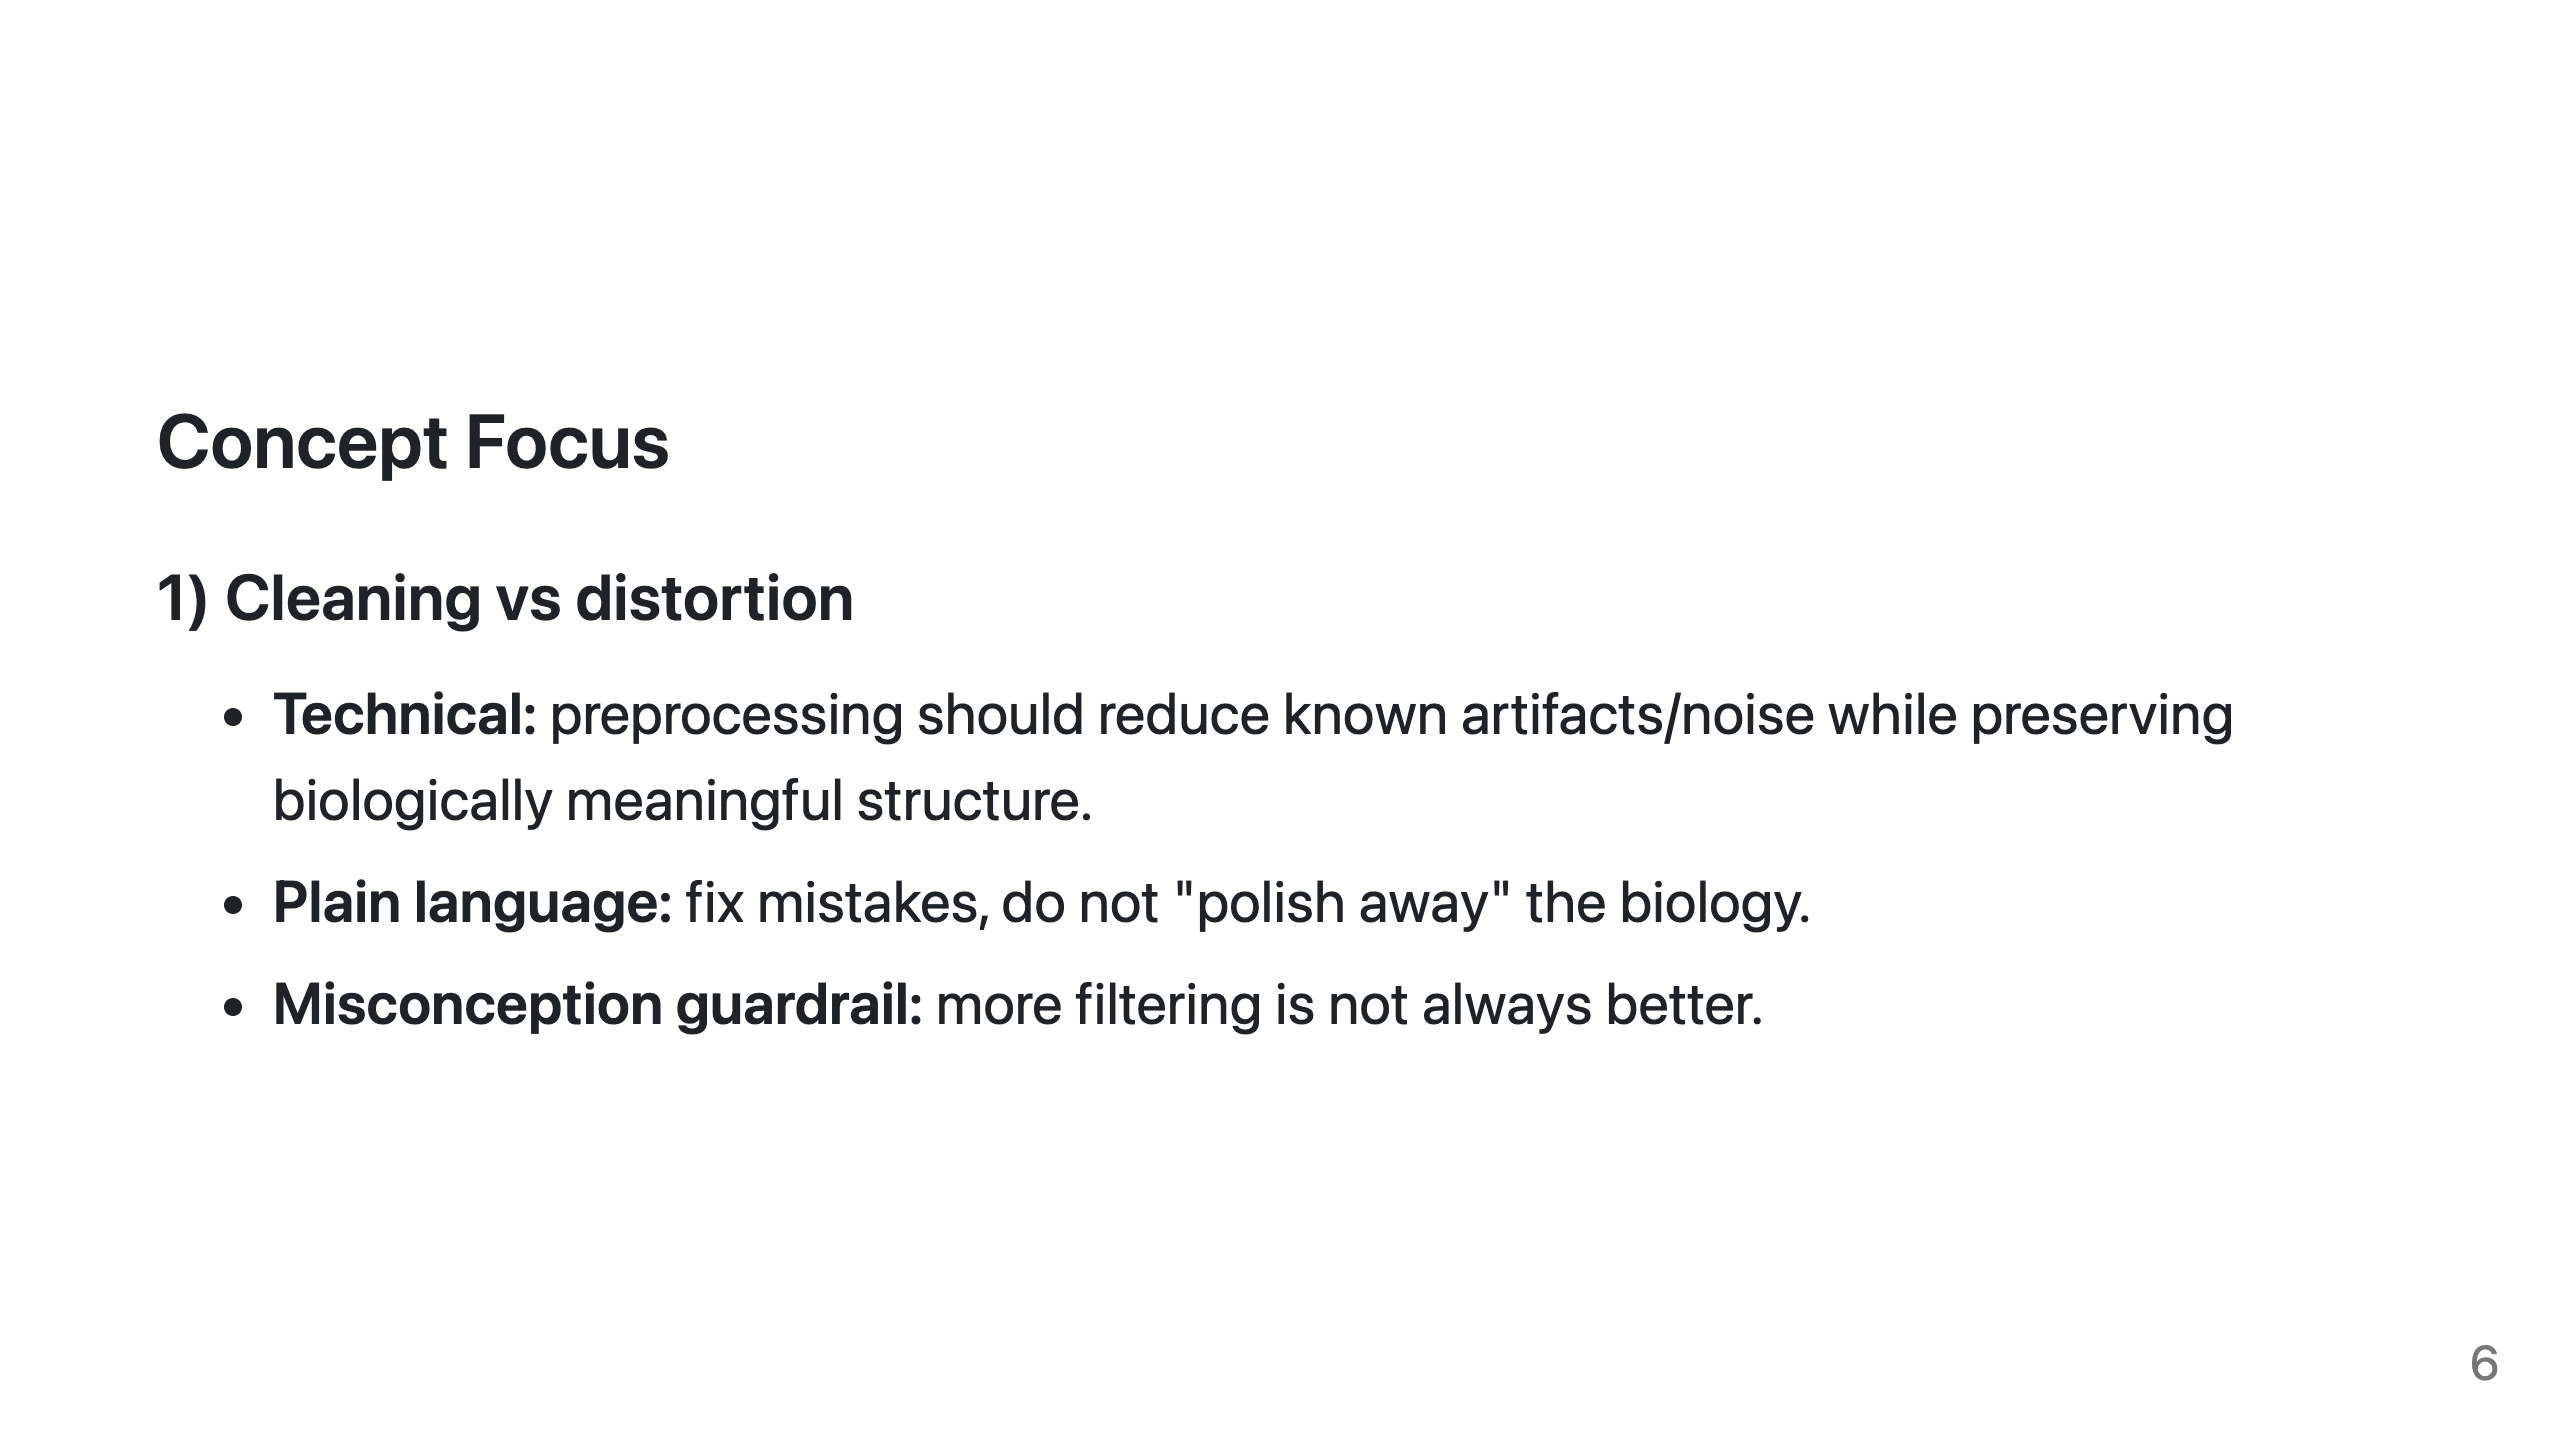 Concept Focus
1) Cleaning vs distortion
• Technical: preprocessing should reduce known artifacts/noise while preserving
biologically meaningful structure.
• Plain language: fix mistakes, do not "polish away" the biology.
• Misconception guardrail: more filtering is not always better.
6